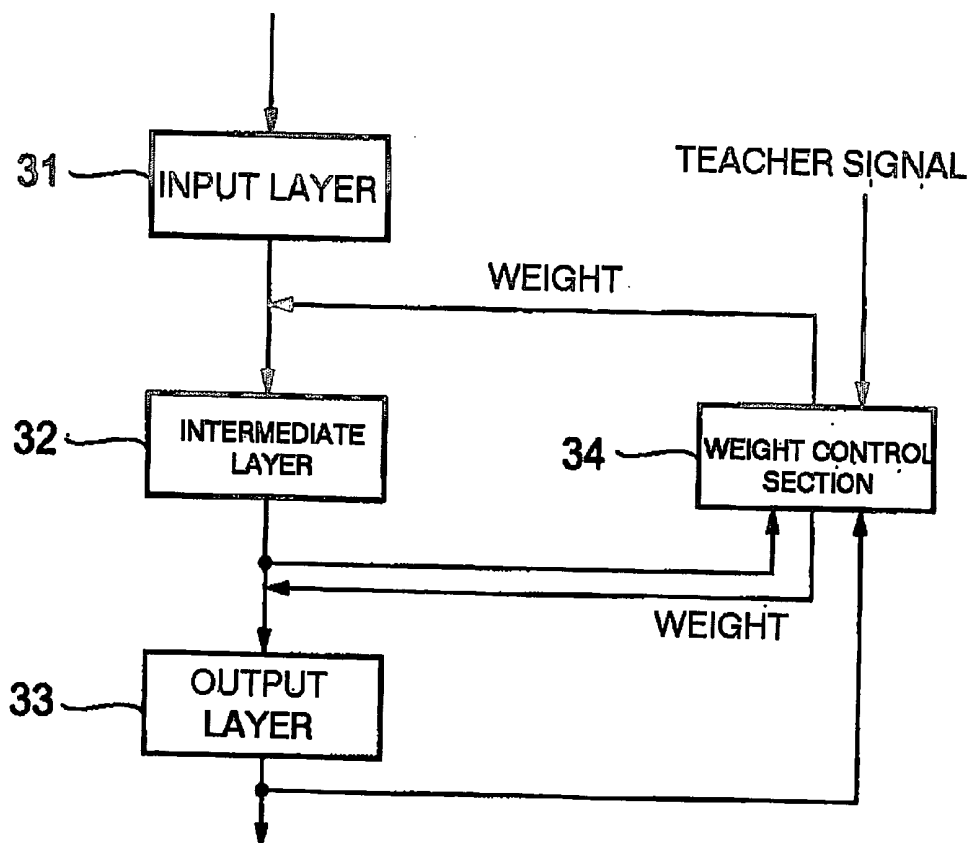 31
INPUT LAYER
TEACHER SIGNAL
WEIGHT
32
INTERMEDIATE
LAYER
34
WEIGHT CONTROL
SECTION
WEIGHT
33
OUTPUT
LAYER